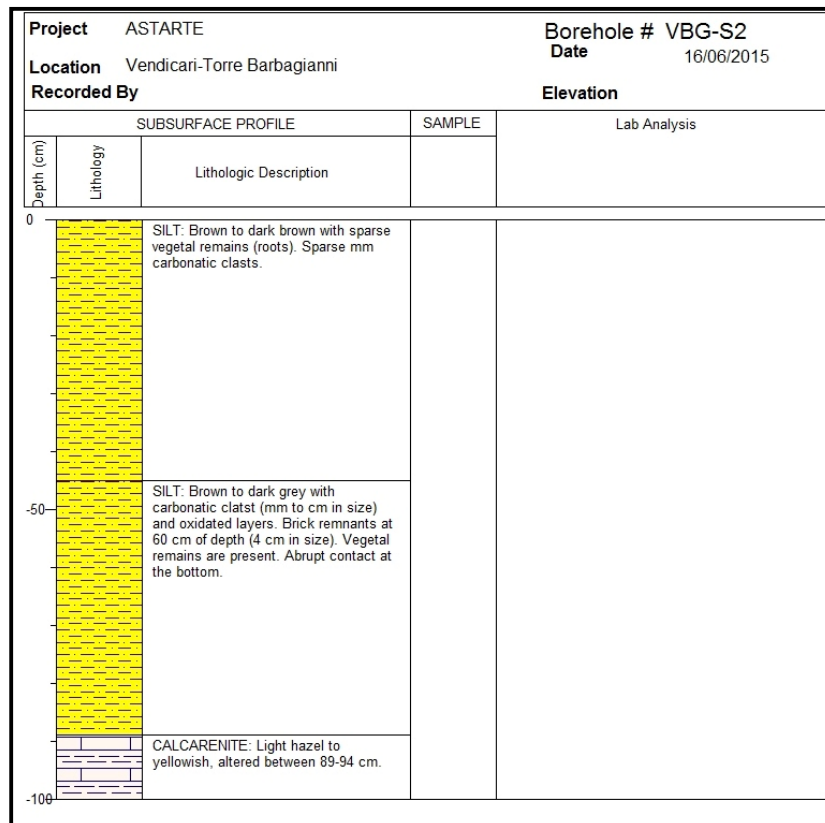 Project ASTARTE
Borehole # VBG-S2
Date 16/06/2015
Location Vendicari-Torre Barbagianni
Recorded By
Elevation
SUBSURFACE PROFILE
SAMPLE
Lab Analysis
Depth (cm)
Lithology
Lithologic Description
0
SILT: Brown to dark brown with sparse
vegetal remains (roots). Sparse mm
carbonatic clasts.
SILT: Brown to dark grey with
carbonatic clatst (mm to cm in size)
-50
and oxidated layers. Brick remnants at
60 cm of depth (4 cm in size). Vegetal
remains are present. Abrupt contact at
the bottom.
CALCARENITE: Light hazel to
yellowish, altered between 89-94 cm.
-100